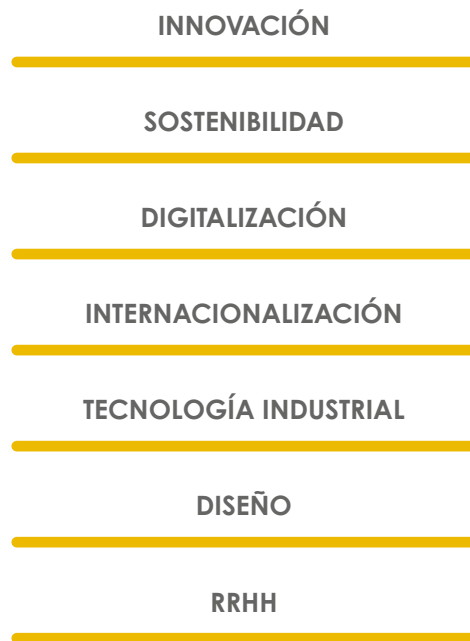 INNOVACIÓN
SOSTENIBILIDAD
DIGITALIZACIÓN
INTERNACIONALIZACIÓN
TECNOLOGÍA INDUSTRIAL
DISEÑO
RRHH